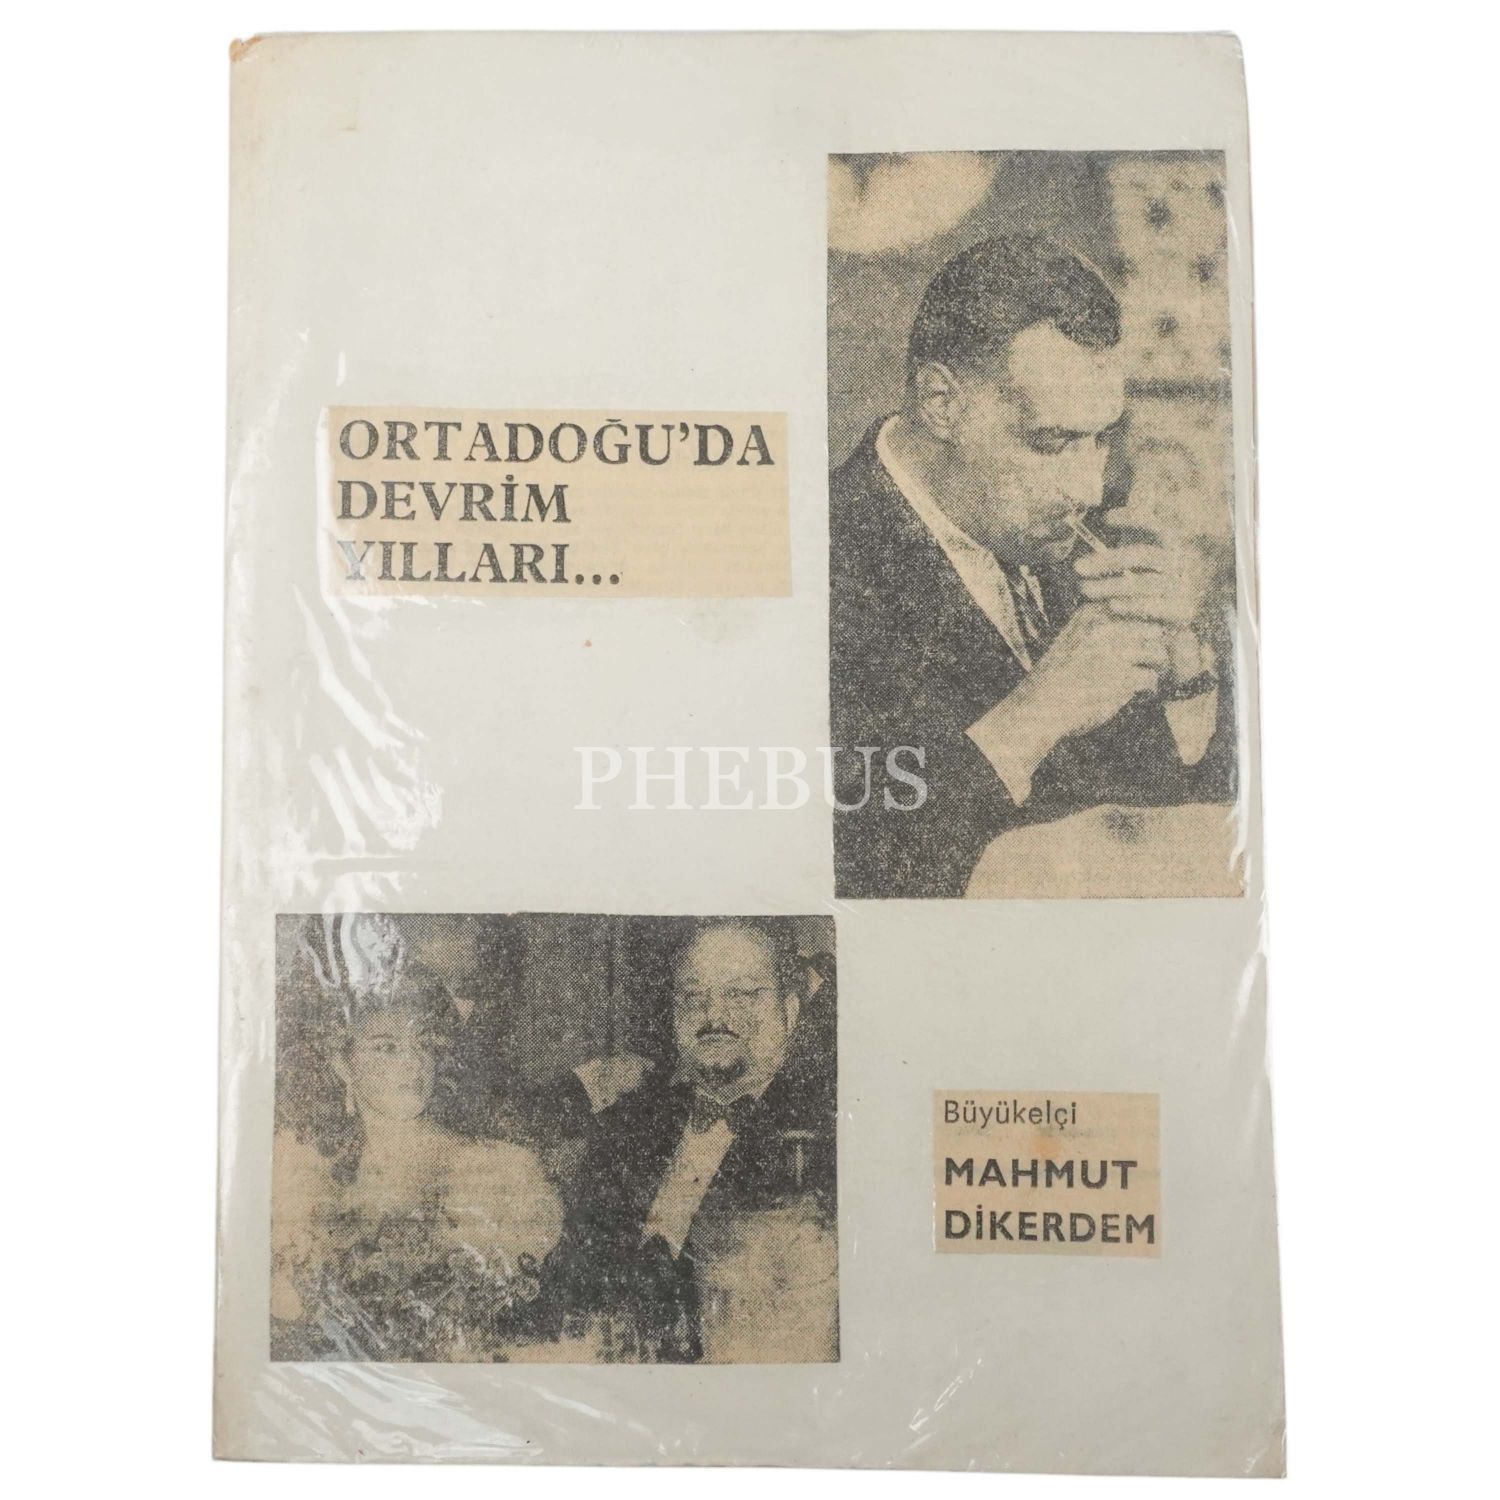 ORTADOĞU'DA
DEVRİM
YILLARI...
PHEBUS
Büyükelçi
MAHMUT
DİKERDEM